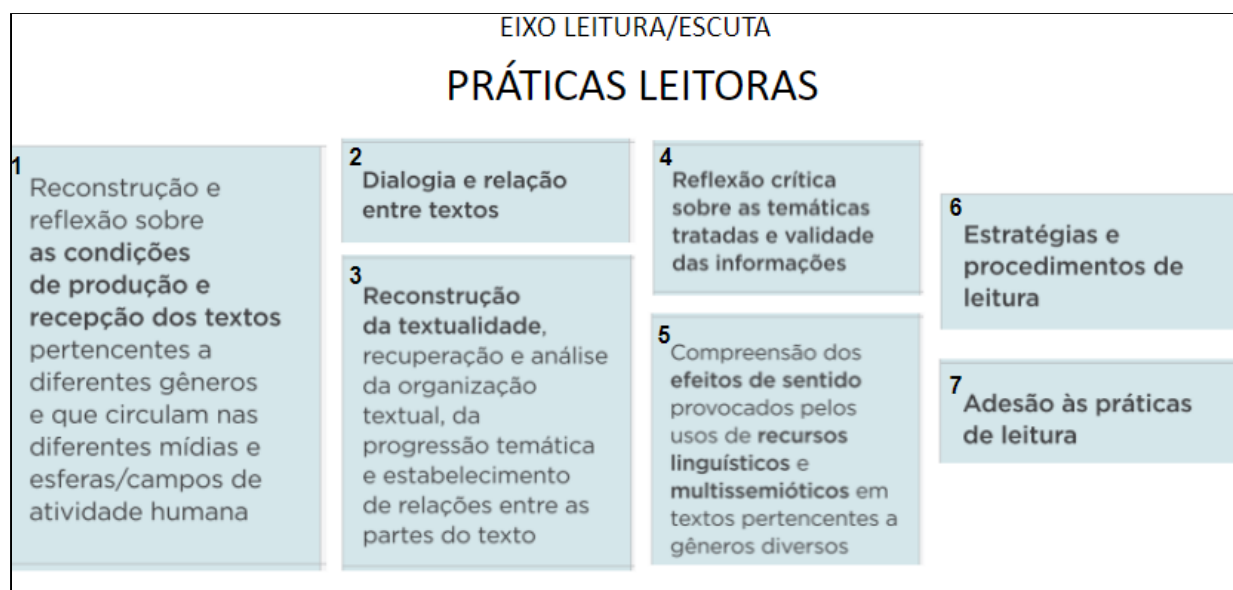 EIXO LEITURA/ESCUTA
PRÁTICAS LEITORAS
1
Reconstrução e
reflexão sobre
as condições
de produção e
recepção dos textos
pertencentes a
diferentes gêneros
e que circulam nas
diferentes mídias e
esferas/campos de
atividade humana
2
Dialogia e relação
entre textos
3
Reconstrução
da textualidade,
recuperação e análise
da organização
textual, da
progressão temática
e estabelecimento
de relações entre as
partes do texto
4
Reflexão crítica
sobre as temáticas
tratadas e validade
das informações
5
Compreensão dos
efeitos de sentido
provocados pelos
usos de recursos
linguísticos e
multissemióticos em
textos pertencentes a
gêneros diversos
6
Estratégias e
procedimentos de
leitura
7
Adesão às práticas
de leitura